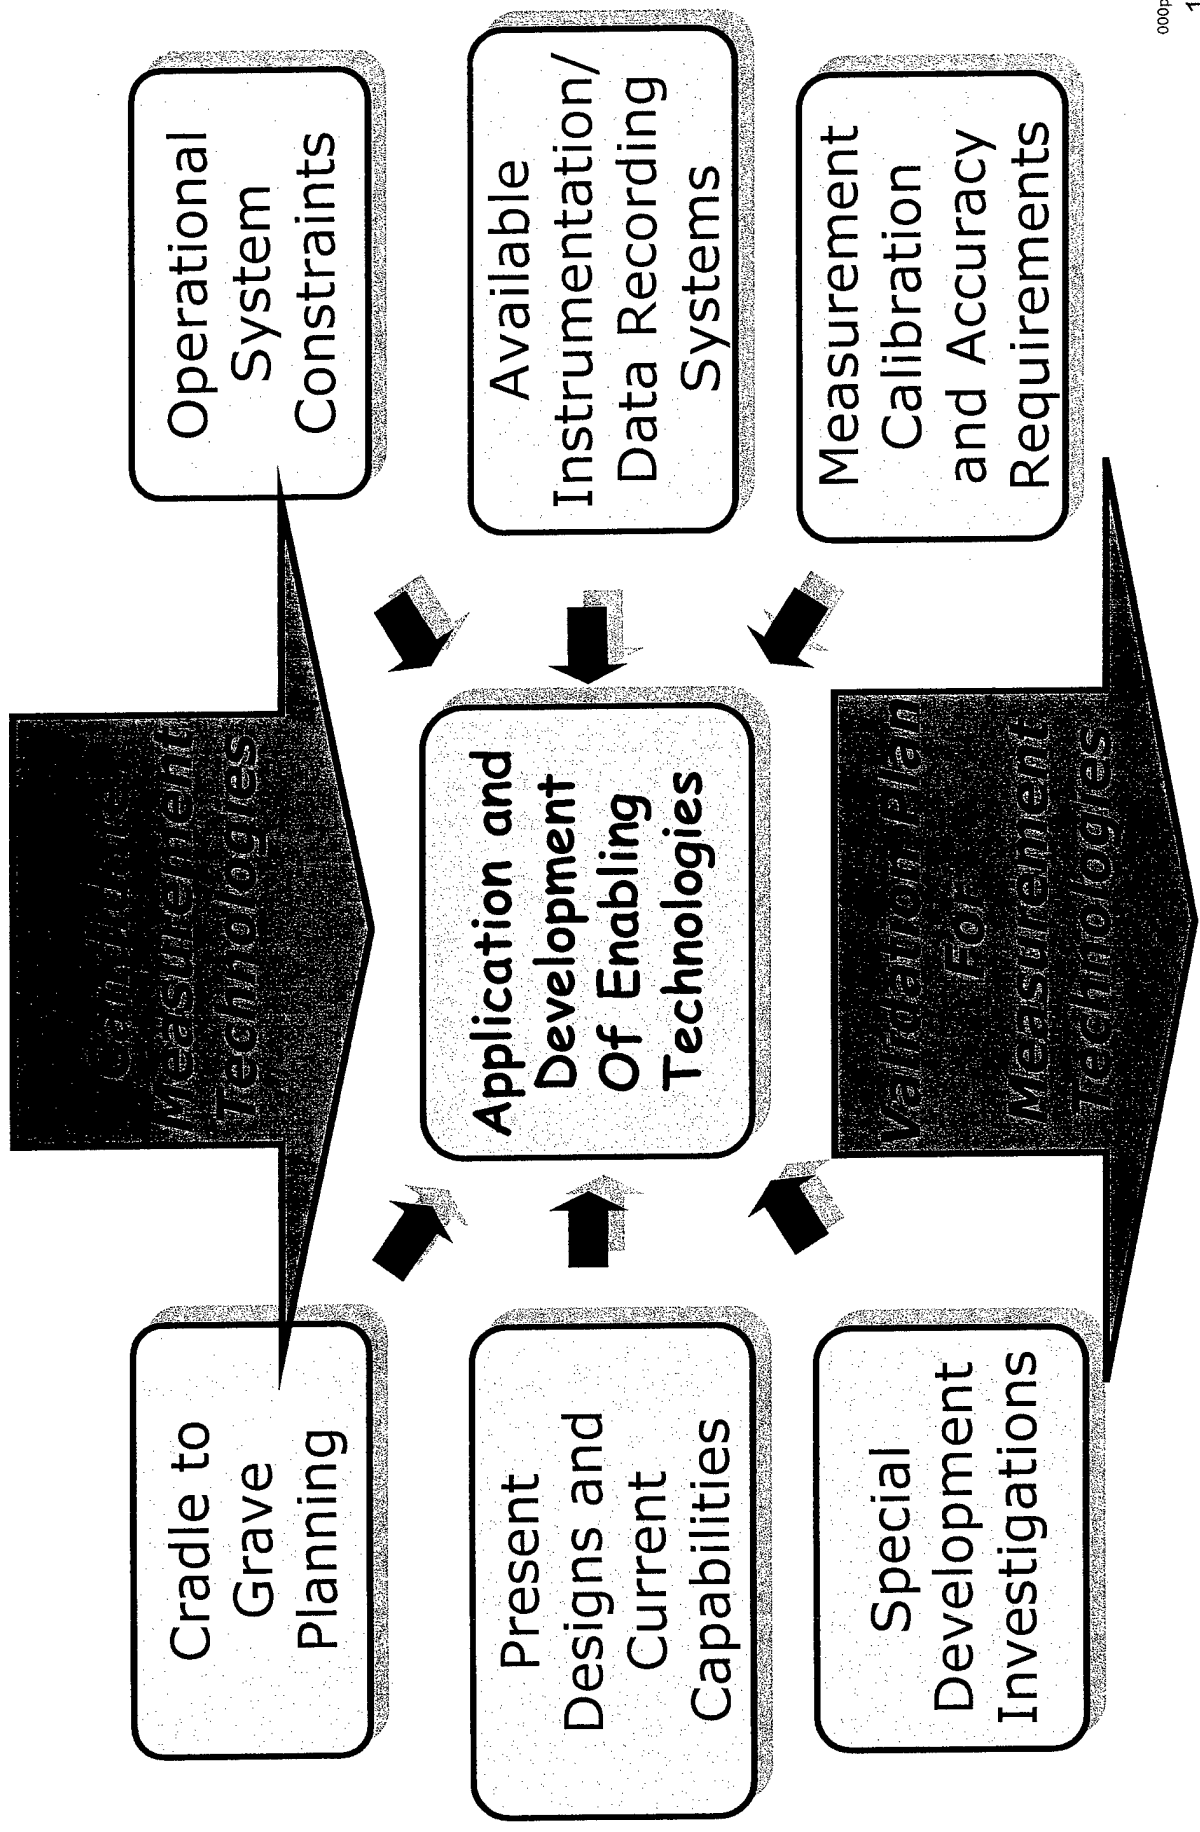 Measurement
Technologies
Cradle to
Grave
Planning
Operational
System
Constraints
Present
Designs and
Current
Capabilities
Application and
Development
Of Enabling
Technologies
Available
Instrumentation/
Data Recording
Systems
Special
Development
Investigations
Validation Plan
For
Measurement
Technologies
Measurement
Calibration
and Accuracy
Requirements